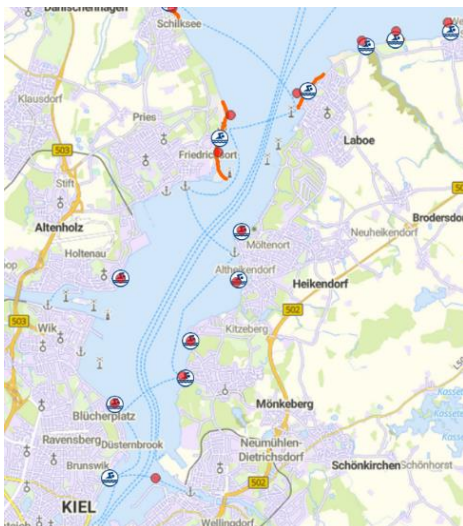 Dänischenhagen
Schilksee
Klausdorf
Pries
503
Friedrichsort
Laboe
Stift
Altenholz
Brodersdorf
Möltenort
Neuheikendorf
Holtenau
Altheikendorf
Heikendorf
502
503
Wik
Kitzeberg
Blücherplatz
Mönkeberg
Ravensberg
Düsternbrook
Neumühlen-
Dietrichsdorf
Schönkirchen
Schönhorst
Brunswik
502
KIEL
Wellingdorf